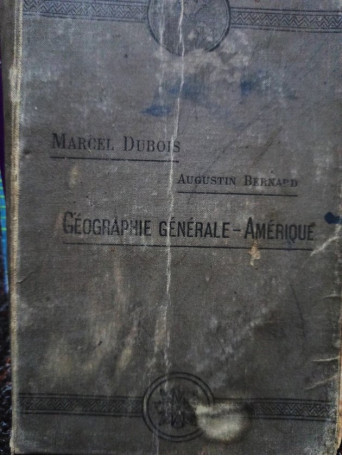 MARCEL DUBOIS
AUGUSTIN BERNARD
GÉOGRAPHIE GÉNÉRALE - AMÉRIQUE